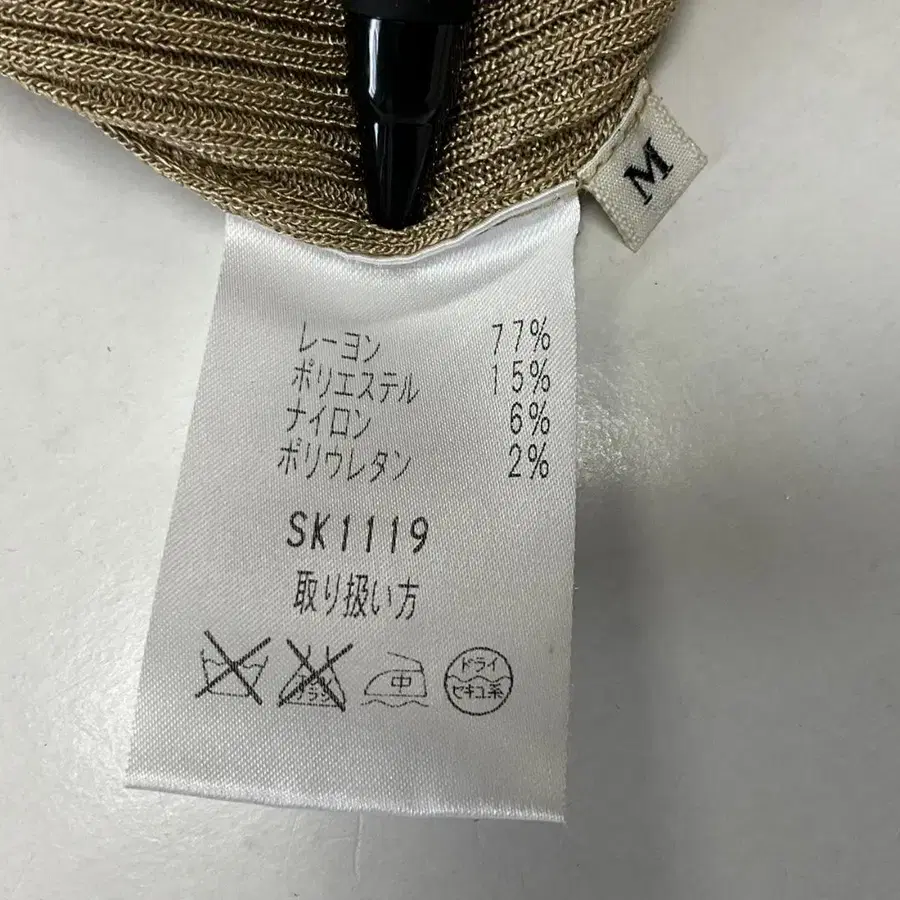 M
レーヨン 77%
ポリエステル 15%
ナイロン 6%
ポリウレタン 2%
SK1119
取り扱い方
中
ドライ
セキユ系